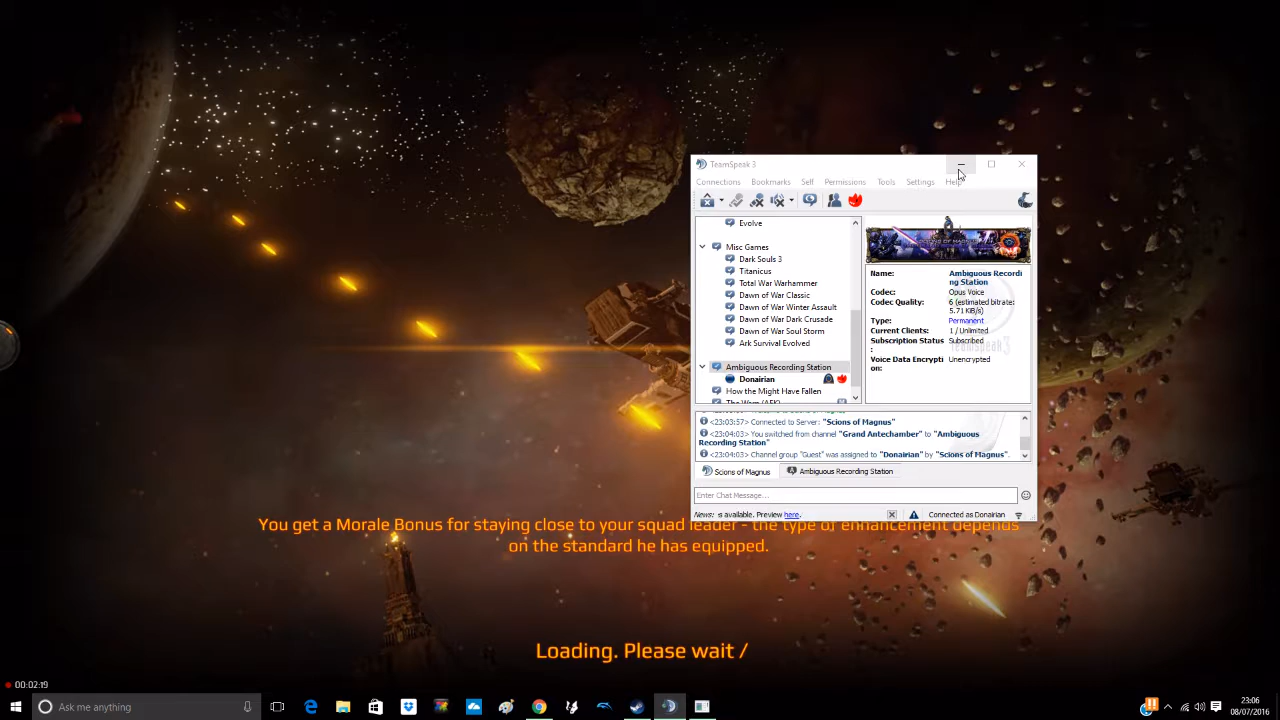 TeamSpeak 3
Connections Bookmarks Self Permissions Tools Settings Help
Evolve
Misc Games
Dark Souls 3
Titanicus
Total War Warhammer
Dawn of War Classic
Dawn of War Winter Assault
Dawn of War Dark Crusade
Dawn of War Soul Storm
Ark Survival Evolved
Ambiguous Recording Station
Donairian
How the Might Have Fallen
SCIONS OF MAGNUS
Name: Ambiguous Recordi
ng Station
Codec: Opus Voice
Codec Quality: 6 (estimated bitrate:
5.71 KiB/s)
Type: Permanent
Current Clients: 1 / Unlimited
Subscription Status Subscribed
:
Voice Data Encrypti Unencrypted
on:
<23:03:57> Connected to Server: "Scions of Magnus"
<23:04:03> You switched from channel "Grand Antechamber" to "Ambiguous
Recording Station"
<23:04:03> Channel group "Guest" was assigned to "Donairian" by "Scions of Magnus".
Scions of Magnus Ambiguous Recording Station
Enter Chat Message...
News: s available. Preview here. Connected as Donairian
You get a Morale Bonus for staying close to your squad leader - the type of enhancement depends
on the standard he has equipped.
Loading. Please wait /
00:02:19
Ask me anything
23:06
08/07/2016